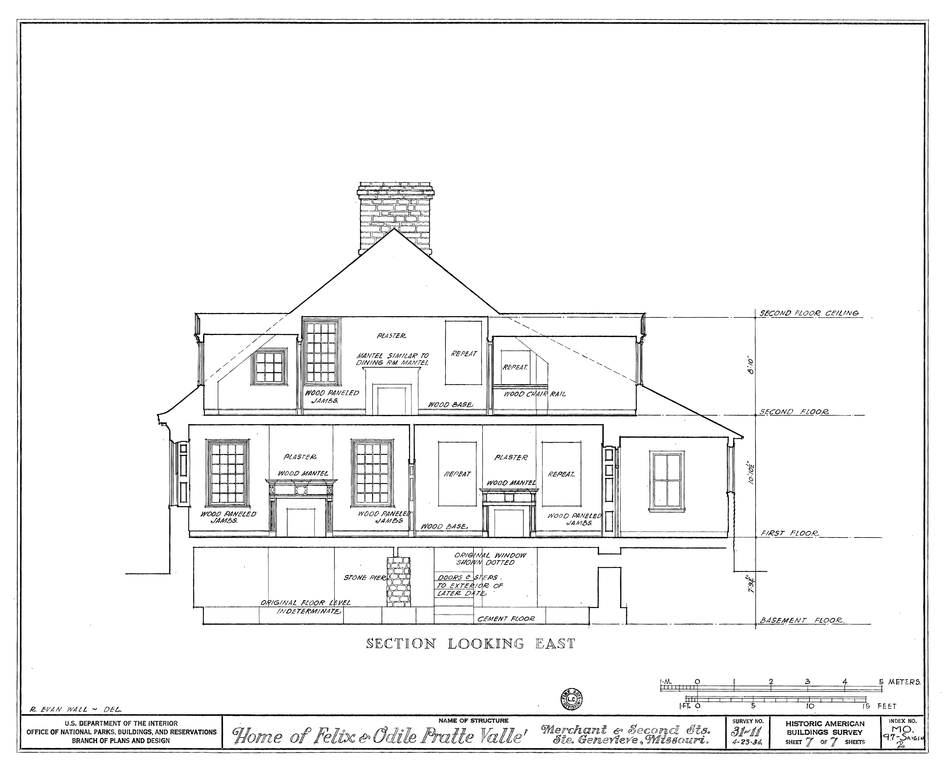 SECOND FLOOR CEILING
PLASTER.
MANTEL SIMILAR TO
DINING RM. MANTEL
REPEAT
REPEAT.
8'10"
WOOD PANELED
JAMBS.
WOOD BASE.
WOOD CHAIR RAIL
SECOND FLOOR
PLASTER.
WOOD MANTEL
REPEAT
PLASTER.
WOOD MANTEL
REPEAT.
WOOD PANELED
JAMBS.
WOOD PANELED
JAMBS
WOOD BASE.
WOOD PANELED
JAMBS.
FIRST FLOOR
ORIGINAL WINDOW
SHOWN DOTTED
STONE PIER
DOORS & STEPS
TO EXTERIOR OF
LATER DATE
ORIGINAL FLOOR LEVEL
INDETERMINATE.
CEMENT FLOOR
BASEMENT FLOOR
SECTION LOOKING EAST
1 M. 0 1 2 3 4 5 METERS
1 FT. 0 5 10 15 FEET
R. EVAN WALL ~ DEL.
U.S. DEPARTMENT OF THE INTERIOR
OFFICE OF NATIONAL PARKS, BUILDINGS, AND RESERVATIONS
BRANCH OF PLANS AND DESIGN
NAME OF STRUCTURE
Home of Felix & Odile Pratte Valle'
Merchant & Second Sts.
Ste. Genevieve, Missouri.
SURVEY NO.
31-11
4-23-34
HISTORIC AMERICAN
BUILDINGS SURVEY
SHEET 7 OF 7 SHEETS
INDEX NO.
MO.
97-SAIGEN